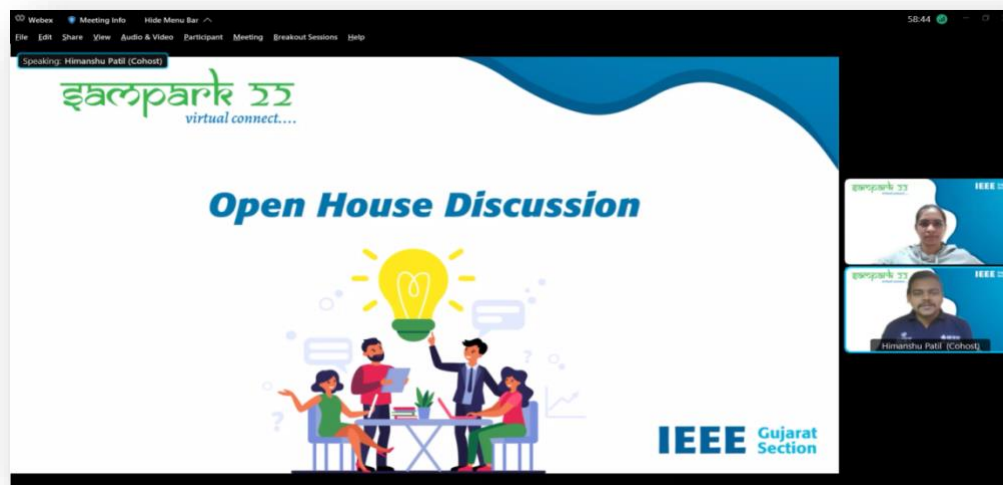 Webex Meeting Info Hide Menu Bar 58:44
File Edit Share View Audio & Video Participant Meeting Breakout Sessions Help
Speaking: Himanshu Patil (Cohost)
sampark 22
virtual connect....
Open House Discussion
IEEE Gujarat Section
sampark 22 IEEE
sampark 22 IEEE
Himanshu Patil (Cohost)